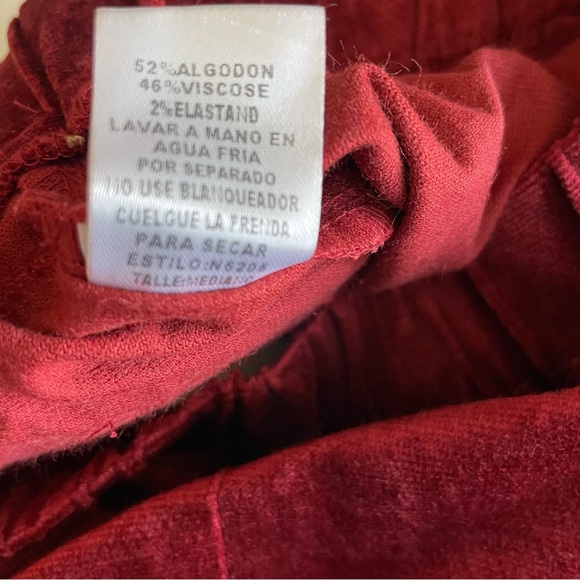 52%ALGODON
46%VISCOSE
2%ELASTAND
LAVAR A MANO EN
AGUA FRIA
POR SEPARADO
NO USE BLANQUEADOR
CUELGUE LA PRENDA
PARA SECAR
ESTILO:N6206
TALLE:MEDIANO